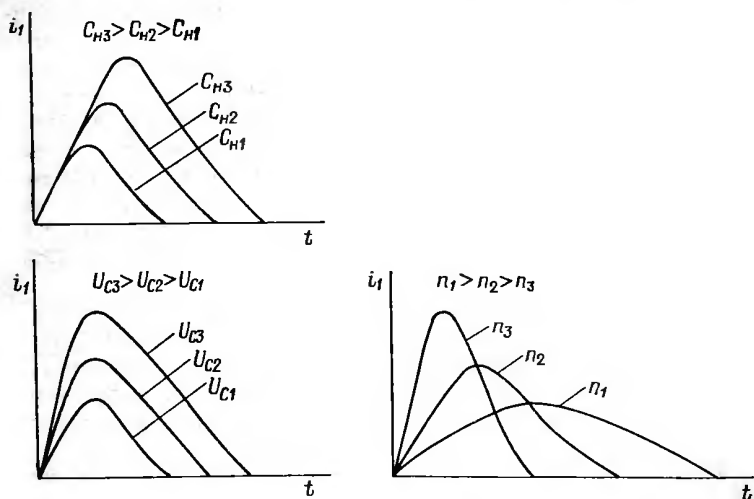 i₁
Cн3 > Cн2 > Cн1
Cн3
Cн2
Cн1
t
i₁
UC3 > UC2 > UC1
UC3
UC2
UC1
t
i₁
n₁ > n₂ > n₃
n₃
n₂
n₁
t